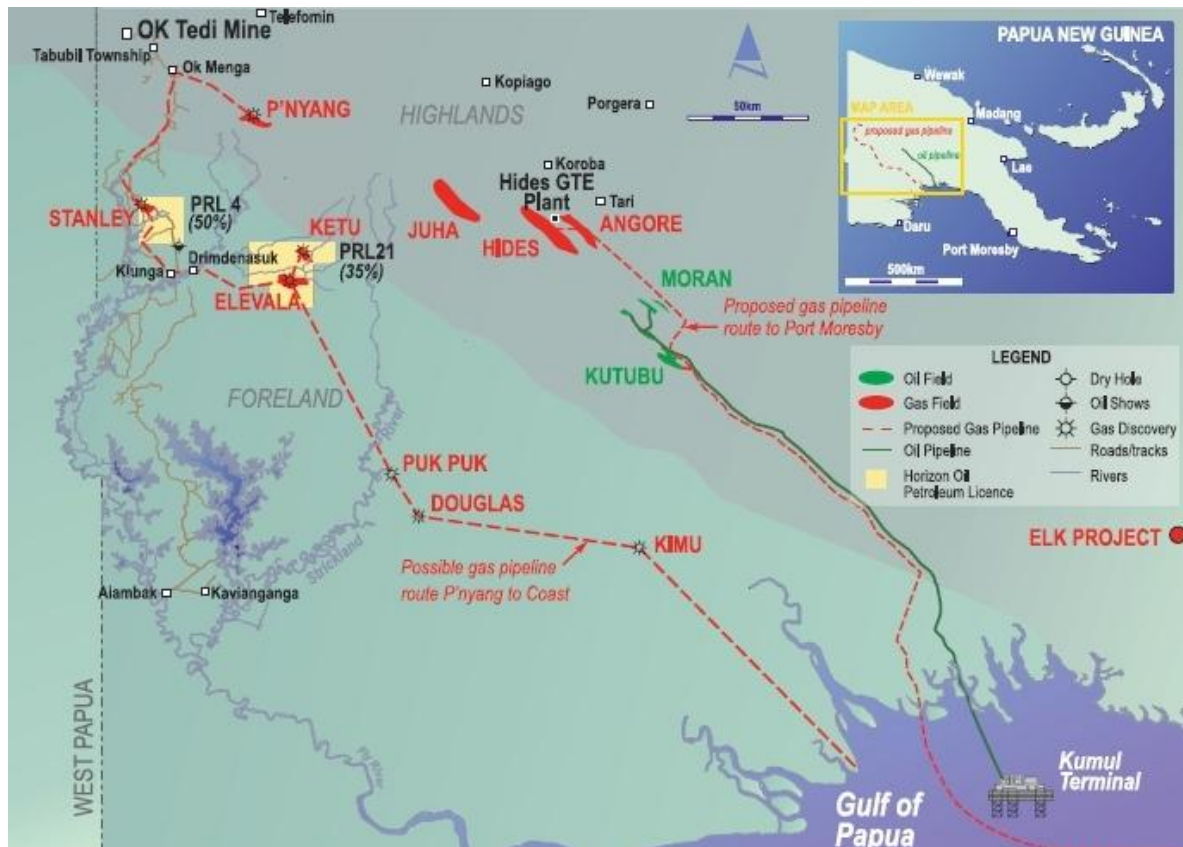 Telefomin
OK Tedi Mine
Tabubil Township
Ok Menga
P'NYANG
Kopiago
HIGHLANDS
Porgera
50km
PAPUA NEW GUINEA
Wewak
MAP AREA
Madang
proposed gas pipeline
oil pipeline
Lae
Daru
Port Moresby
500km
Koroba
Hides GTE
Plant
Tari
STANLEY
PRL 4
(50%)
KETU
JUHA
HIDES
ANGORE
PRL21
(35%)
Drimdenasuk
Kiunga
ELEVALA
MORAN
Proposed gas pipeline
route to Port Moresby
KUTUBU
LEGEND
Oil Field
Gas Field
Proposed Gas Pipeline
Oil Pipeline
Horizon Oil
Petroleum Licence
Dry Hole
Oil Shows
Gas Discovery
Roads/tracks
Rivers
FORELAND
River
PUK PUK
DOUGLAS
KIMU
ELK PROJECT
Strickland
Possible gas pipeline
route P'nyang to Coast
Aiambak
Kavianganga
WEST PAPUA
Fly River
Kumul
Terminal
Gulf of
Papua